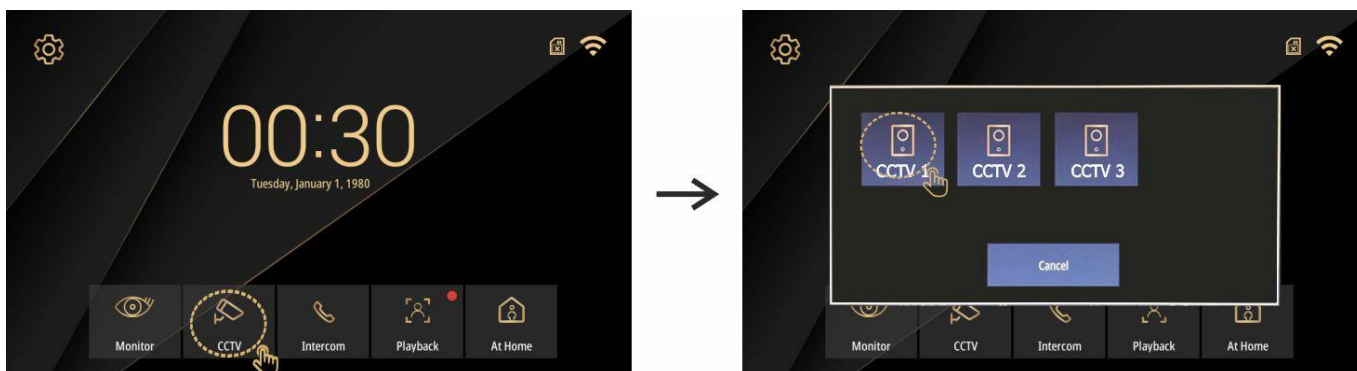 00:30
Tuesday, January 1, 1980
Monitor
CCTV
Intercom
Playback
At Home
CCTV 1
CCTV 2
CCTV 3
Cancel
Monitor
CCTV
Intercom
Playback
At Home